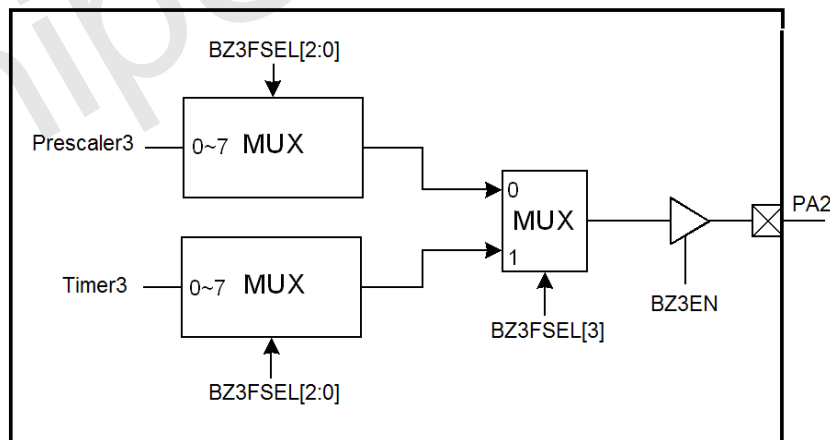 BZ3FSEL[2:0]
Prescaler3
0~7 MUX
0
MUX
1
PA2
Timer3
0~7 MUX
BZ3EN
BZ3FSEL[3]
BZ3FSEL[2:0]